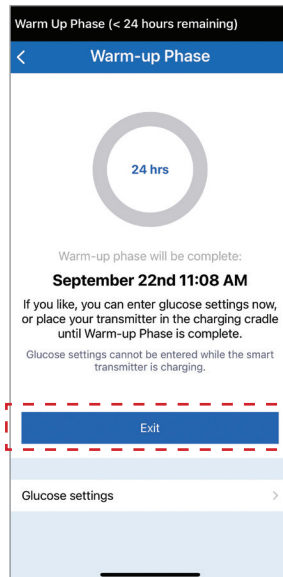 Warm Up Phase (< 24 hours remaining)
Warm-up Phase
24 hrs
Warm-up phase will be complete:
September 22nd 11:08 AM
If you like, you can enter glucose settings now,
or place your transmitter in the charging cradle
until Warm-up Phase is complete.
Glucose settings cannot be entered while the smart
transmitter is charging.
Exit
Glucose settings